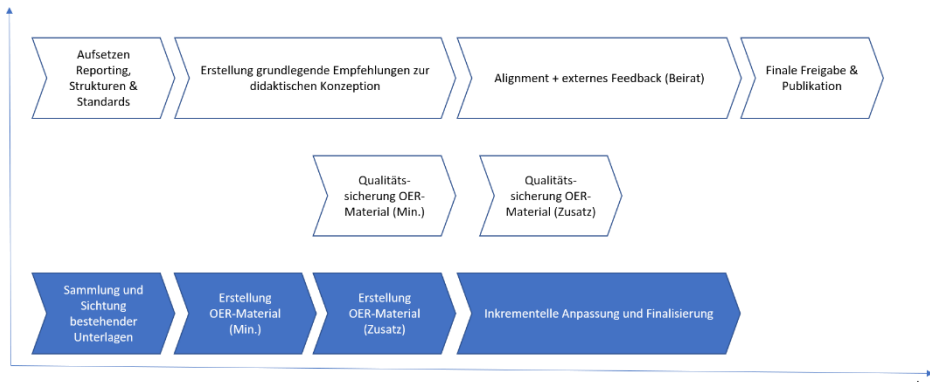 Aufsetzen
Reporting,
Strukturen &
Standards
Erstellung grundlegende Empfehlungen zur
didaktischen Konzeption
Alignment + externes Feedback (Beirat)
Finale Freigabe &
Publikation
Qualitäts-
sicherung OER-
Material (Min.)
Qualitäts-
sicherung OER-
Material (Zusatz)
Sammlung und
Sichtung
bestehender
Unterlagen
Erstellung
OER-Material
(Min.)
Erstellung
OER-Material
(Zusatz)
Inkrementelle Anpassung und Finalisierung